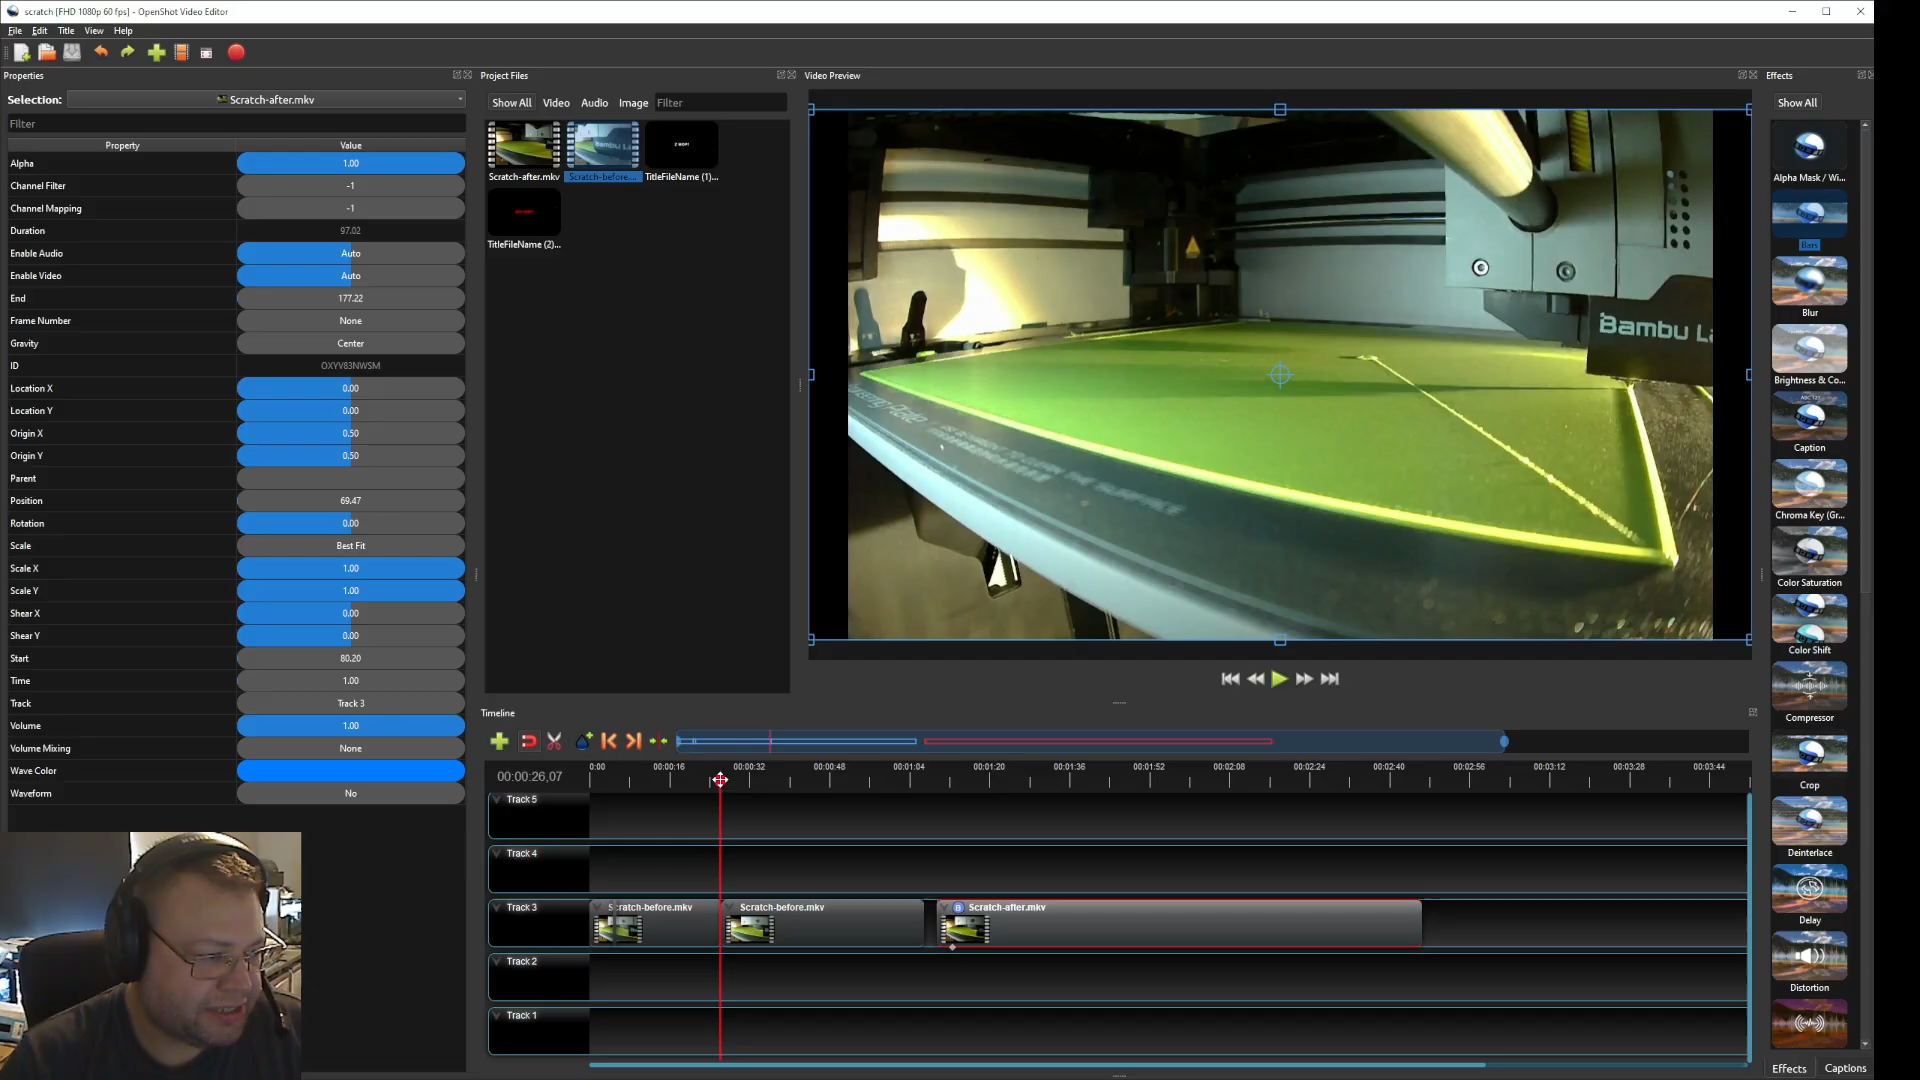 scratch [FHD 1080p 60 fps] - OpenShot Video Editor
File Edit Title View Help
Properties
Selection: Scratch-after.mkv
Filter
Property Value
Alpha 1.00
Channel Filter -1
Channel Mapping -1
Duration 97.02
Enable Audio Auto
Enable Video Auto
End 177.22
Frame Number None
Gravity Center
ID OXYV83NWSM
Location X 0.00
Location Y 0.00
Origin X 0.50
Origin Y 0.50
Parent
Position 69.47
Rotation 0.00
Scale Best Fit
Scale X 1.00
Scale Y 1.00
Shear X 0.00
Shear Y 0.00
Start 80.20
Time 1.00
Track Track 3
Volume 1.00
Volume Mixing None
Wave Color
Waveform No
Project Files
Show All Video Audio Image Filter
Scratch-after.mkv Scratch-before... TitleFileName (1)...
TitleFileName (2)...
Video Preview
Bambu La
Effects
Show All
Alpha Mask / Wi...
Bars
Blur
Brightness & Co...
Caption
Chroma Key (Gr...
Color Saturation
Color Shift
Compressor
Crop
Deinterlace
Delay
Distortion
Effects Captions
Timeline
00:00:26,07
0:00 00:00:16 00:00:32 00:00:48 00:01:04 00:01:20 00:01:36 00:01:52 00:02:08 00:02:24 00:02:40 00:02:56 00:03:12 00:03:28 00:03:44
Track 5
Track 4
Track 3 Scratch-before.mkv Scratch-before.mkv B Scratch-after.mkv
Track 2
Track 1